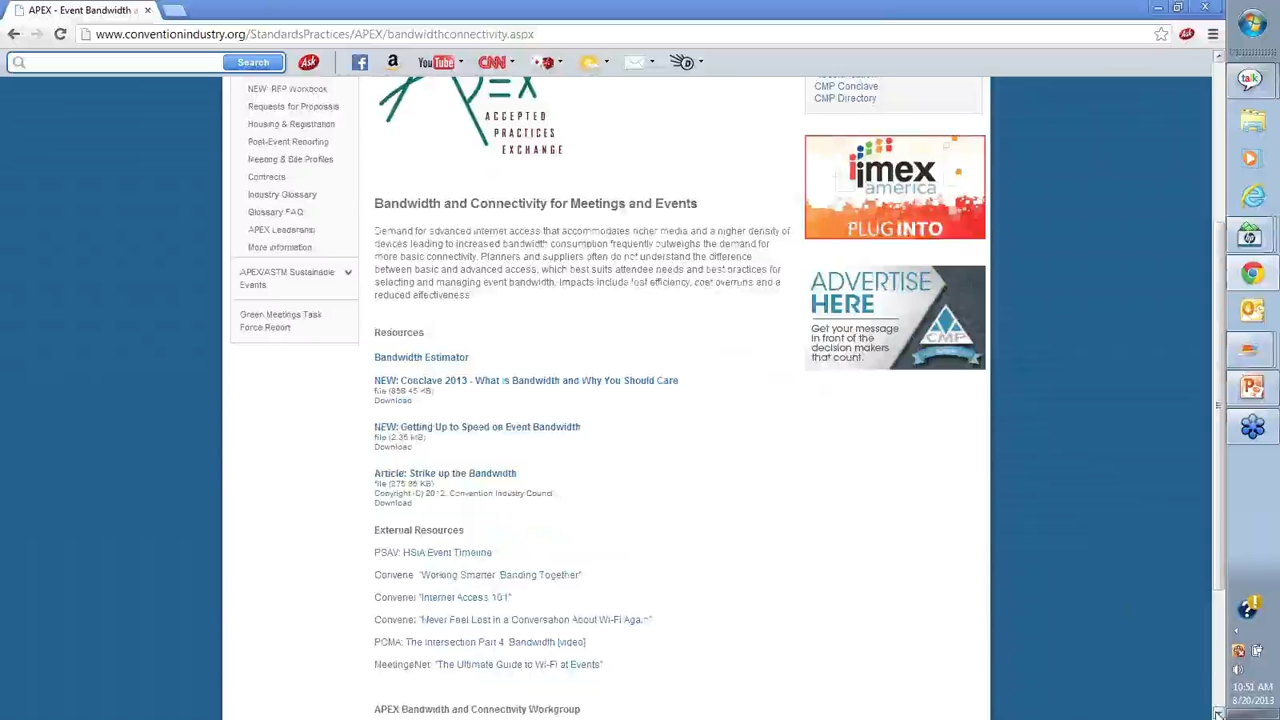 APEX - Event Bandwidth a
www.conventionindustry.org/StandardsPractices/APEX/bandwidthconnectivity.aspx
Search
Ask
YouTube
CNN
NEW: RFP Workbook
Requests for Proposals
Housing & Registration
Post-Event Reporting
Meeting & Site Profiles
Contracts
Industry Glossary
Glossary FAQ
APEX Leadership
More Information
APEX/ASTM Sustainable
Events
Green Meetings Task
Force Report
ACCEPTED
PRACTICES
EXCHANGE
Bandwidth and Connectivity for Meetings and Events
Demand for advanced internet access that accommodates richer media and a higher density of
devices leading to increased bandwidth consumption frequently outweighs the demand for
more basic connectivity. Planners and suppliers often do not understand the difference
between basic and advanced access, which best suits attendee needs and best practices for
selecting and managing event bandwidth. Impacts include lost efficiency, cost overruns and a
reduced effectiveness
Resources
Bandwidth Estimator
NEW: Conclave 2013 - What is Bandwidth and Why You Should Care
Download
NEW: Getting Up to Speed on Event Bandwidth
file (2.35 MB)
Download
Article: Strike up the Bandwidth
Copyright (C) 2012, Convention Industry Council
Download
External Resources
PSAV: HSIA Event Timeline
Convene: "Working Smarter 'Banding Together"
Convene: "Internet Access 101"
Convene: "Never Feel Lost in a Conversation About Wi-Fi Again"
PCMA: The Intersection Part 4 Bandwidth [video]
MeetingsNet: "The Ultimate Guide to Wi-Fi at Events"
APEX Bandwidth and Connectivity Workgroup
CMP Conclave
CMP Directory
imex
america
PLUG INTO
ADVERTISE
HERE
Get your message
in front of the
decision makers
that count.
CMP
talk
10:51 AM
8/20/2013